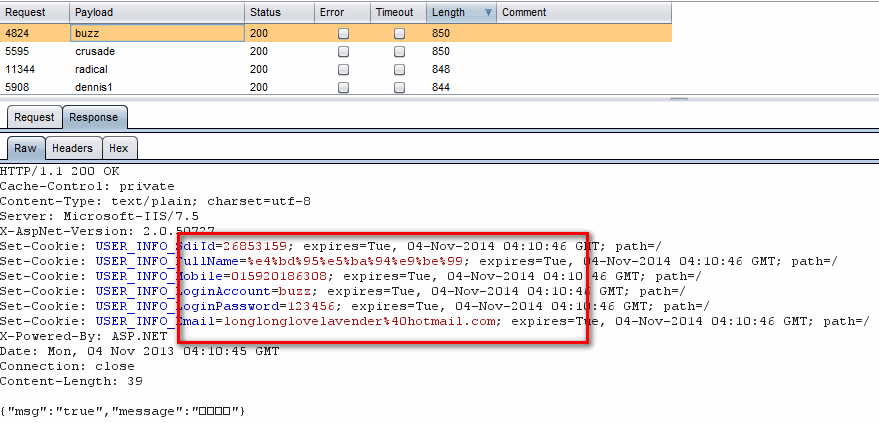 Request Payload Status Error Timeout Length Comment
4824 buzz 200 850
5595 crusade 200 850
11344 radical 200 848
5908 dennis1 200 844
Request Response
Raw Headers Hex
HTTP/1.1 200 OK
Cache-Control: private
Content-Type: text/plain; charset=utf-8
Server: Microsoft-IIS/7.5
X-AspNet-Version: 2.0.50727
Set-Cookie: USER_INFO_SdiId=26853159; expires=Tue, 04-Nov-2014 04:10:46 GMT; path=/
Set-Cookie: USER_INFO_FullName=%e4%bd%95%e5%ba%94%e9%be%99; expires=Tue, 04-Nov-2014 04:10:46 GMT; path=/
Set-Cookie: USER_INFO_Mobile=015920186308; expires=Tue, 04-Nov-2014 04:10:46 GMT; path=/
Set-Cookie: USER_INFO_LoginAccount=buzz; expires=Tue, 04-Nov-2014 04:10:46 GMT; path=/
Set-Cookie: USER_INFO_LoginPassword=123456; expires=Tue, 04-Nov-2014 04:10:46 GMT; path=/
Set-Cookie: USER_INFO_Email=longlonglovelavender%40hotmail.com; expires=Tue, 04-Nov-2014 04:10:46 GMT; path=/
X-Powered-By: ASP.NET
Date: Mon, 04 Nov 2013 04:10:45 GMT
Connection: close
Content-Length: 39
{"msg":"true","message":"□□□□"}